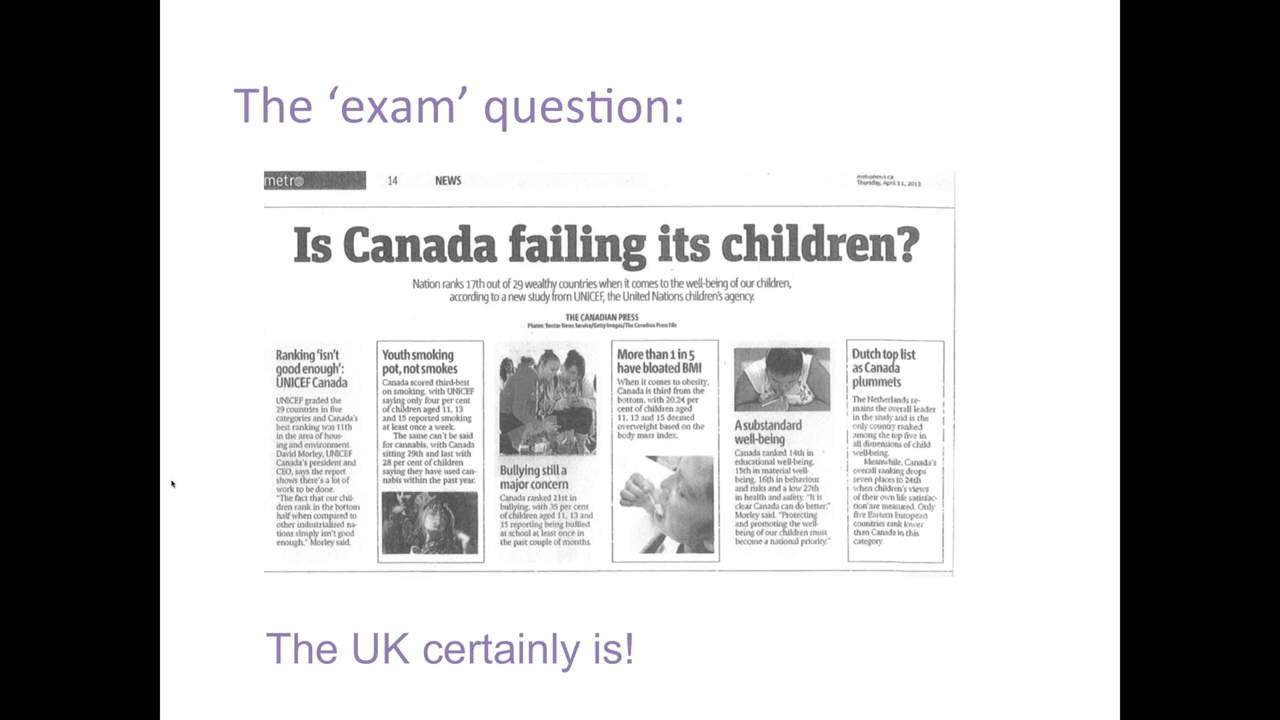 The ‘exam’ question:
metro
14
NEWS
metronews.ca
Thursday, April 11, 2013
Is Canada failing its children?
Nation ranks 17th out of 29 wealthy countries when it comes to the well-being of our children,
according to a new study from UNICEF, the United Nations children's agency.
THE CANADIAN PRESS
Photos: Torstar News Service/Getty Images/The Canadian Press File
Ranking ‘isn't
good enough’:
UNICEF Canada
UNICEF graded the
29 countries in five
categories and Canada's
best ranking was 11th
in the area of hous-
ing and environment.
David Morley, UNICEF
Canada's president and
CEO, says the report
shows there's a lot of
work to be done.
"The fact that our chil-
dren rank in the bottom
half when compared to
other industrialized na-
tions simply isn't good
enough," Morley said.
Youth smoking
pot, not smokes
Canada scored third-best
on smoking, with UNICEF
saying only four per cent
of children aged 11, 13
and 15 reported smoking
at least once a week.
The same can't be said
for cannabis, with Canada
sitting 29th and last with
28 per cent of children
saying they have used can-
nabis within the past year.
Bullying still a
major concern
Canada ranked 21st in
bullying, with 35 per cent
of children aged 11, 13 and
15 reporting being bullied
at school at least once in
the past couple of months.
More than 1 in 5
have bloated BMI
When it comes to obesity,
Canada is third from the
bottom, with 20.24 per
cent of children aged
11, 13 and 15 deemed
overweight based on the
body mass index.
A substandard
well-being
Canada ranked 14th in
educational well-being,
15th in material well-
being, 16th in behaviour
and risks and a low 27th
in health and safety. "It is
clear Canada can do better,"
Morley said. "Protecting
and promoting the well-
being of our children must
become a national priority."
Dutch top list
as Canada
plummets
The Netherlands re-
mains the overall leader
in the study and is the
only country ranked
among the top five in
all dimensions of child
well-being.
Meanwhile, Canada's
overall ranking drops
seven places to 24th
when children's views
of their own life satisfac-
tion are measured. Only
five Eastern European
countries rank lower
than Canada in this
category.
The UK certainly is!